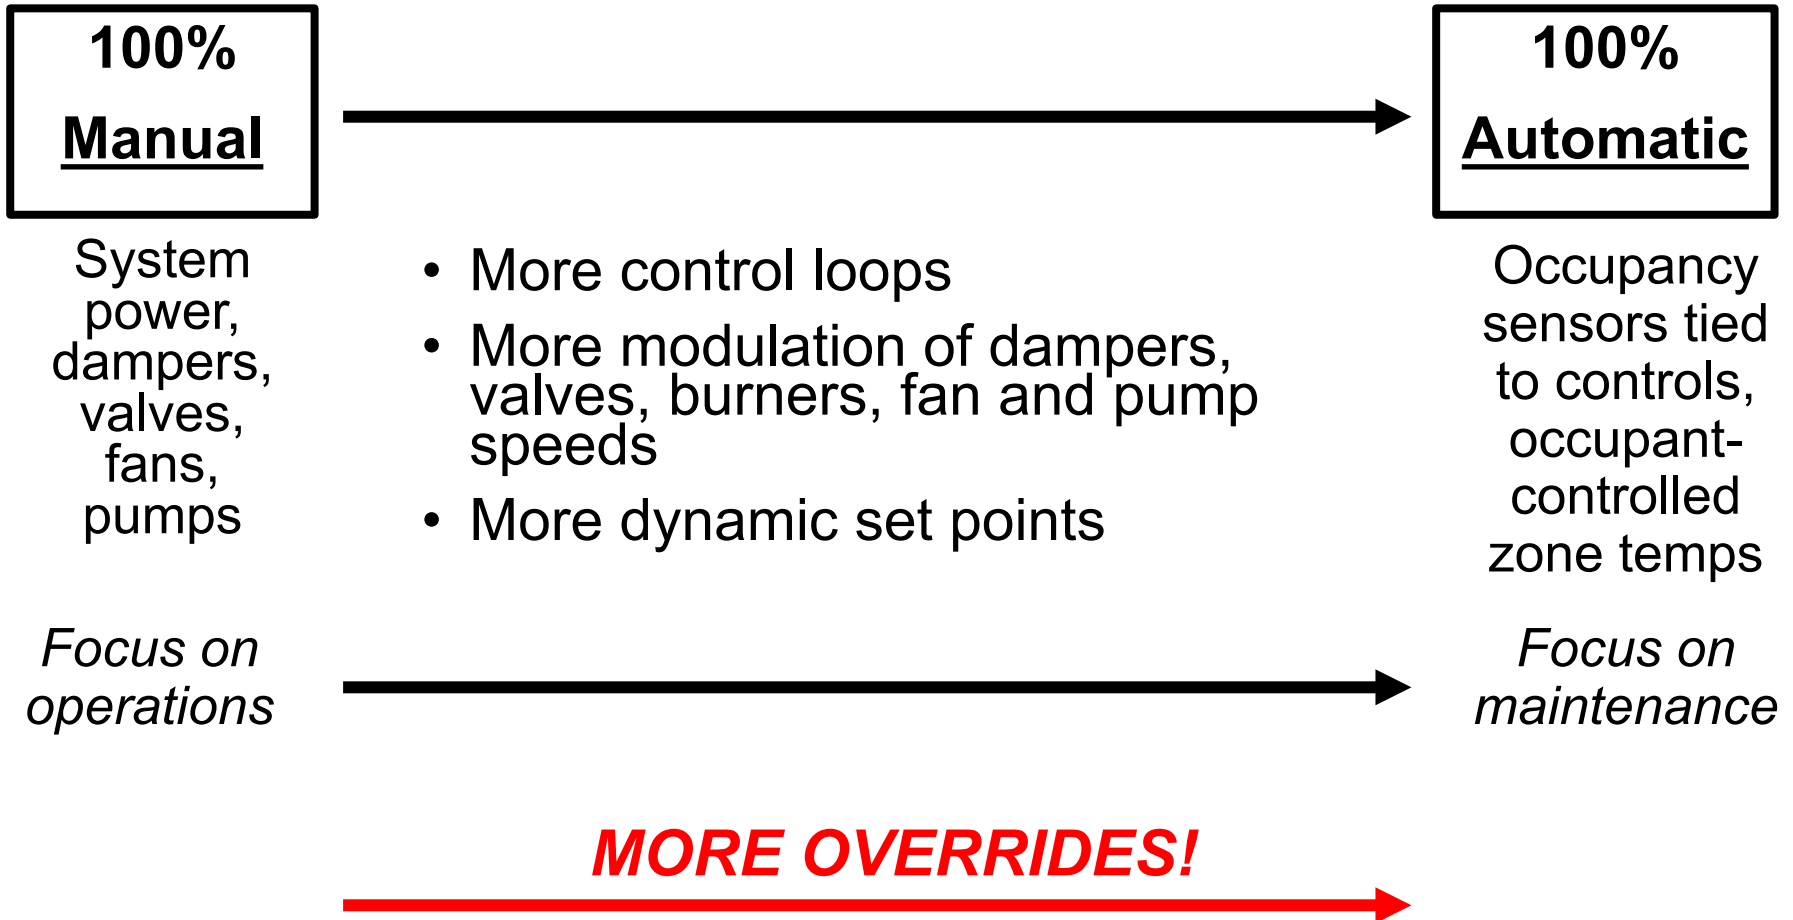 100%
Manual
100%
Automatic
System
power,
dampers,
valves,
fans,
pumps
• More control loops
• More modulation of dampers,
valves, burners, fan and pump
speeds
• More dynamic set points
Occupancy
sensors tied
to controls,
occupant-
controlled
zone temps
Focus on
operations
Focus on
maintenance
MORE OVERRIDES!